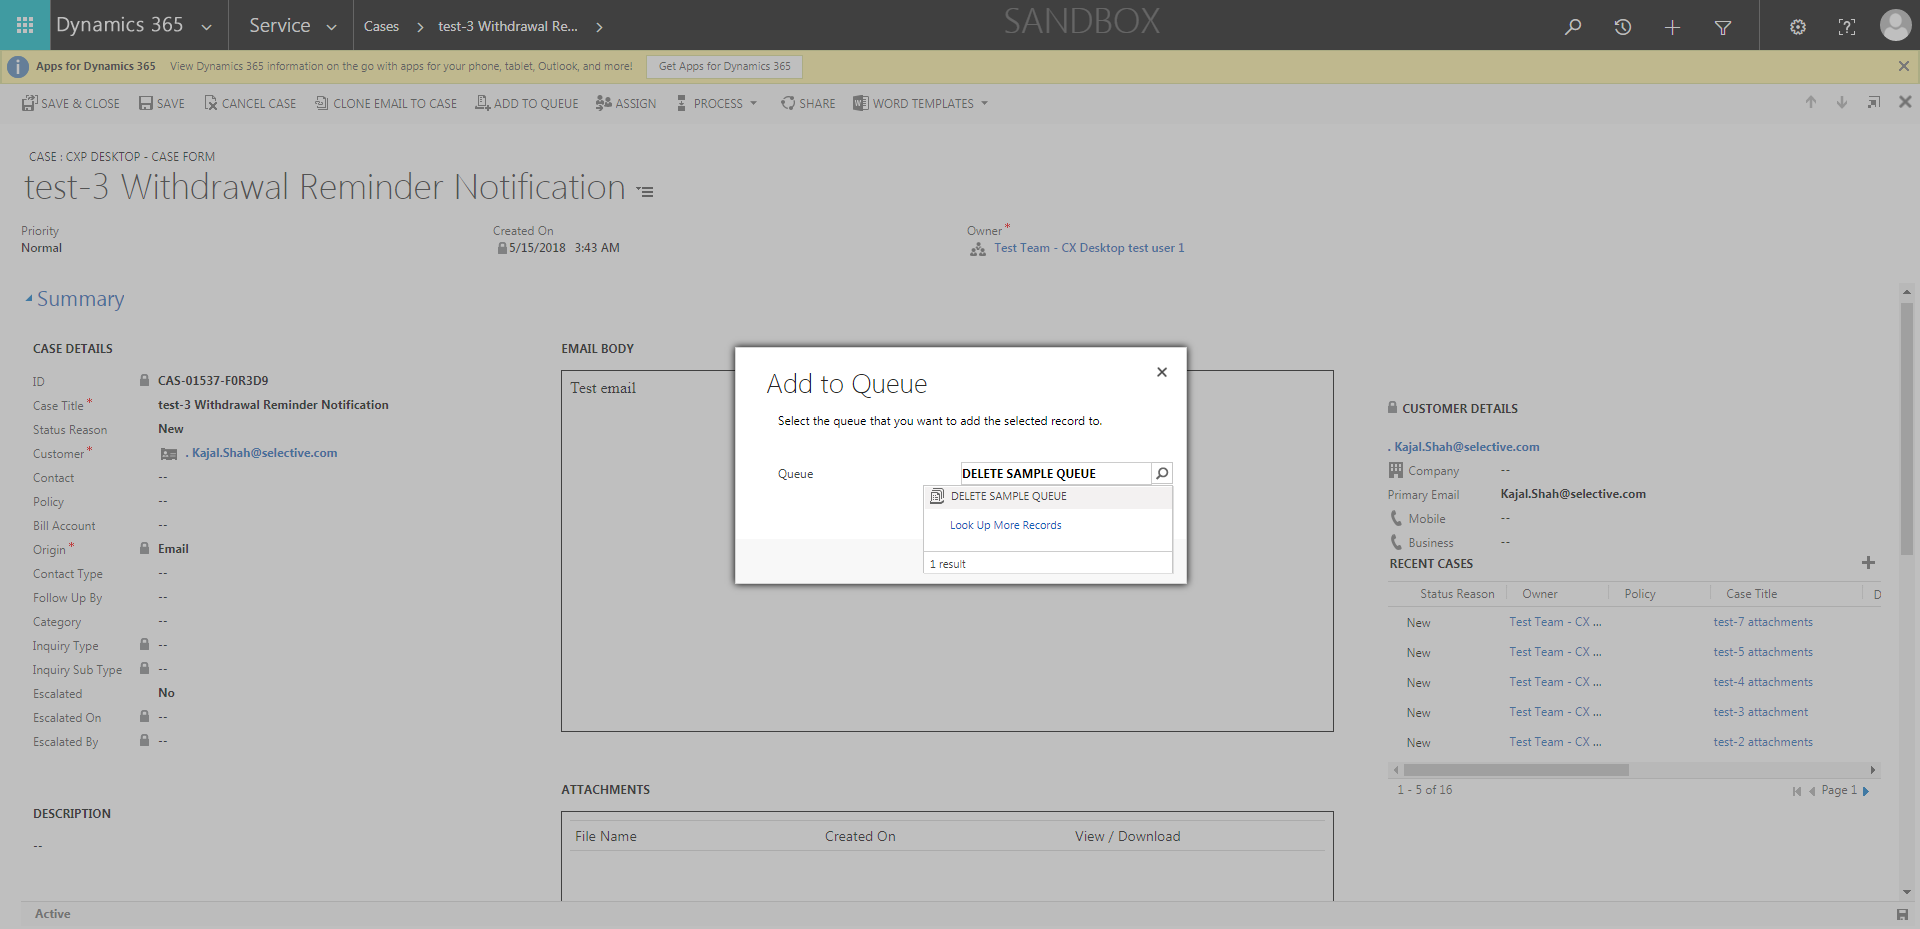 Dynamics 365
Service
Cases
test-3 Withdrawal Re...
SANDBOX
Apps for Dynamics 365 View Dynamics 365 information on the go with apps for your phone, tablet, Outlook, and more! Get Apps for Dynamics 365
SAVE & CLOSE SAVE CANCEL CASE CLONE EMAIL TO CASE ADD TO QUEUE ASSIGN PROCESS SHARE WORD TEMPLATES
CASE : CXP DESKTOP - CASE FORM
test-3 Withdrawal Reminder Notification
Priority
Normal
Created On
5/15/2018 3:43 AM
Owner*
Test Team - CX Desktop test user 1
Summary
CASE DETAILS
ID CAS-01537-F0R3D9
Case Title* test-3 Withdrawal Reminder Notification
Status Reason New
Customer* . Kajal.Shah@selective.com
Contact --
Policy --
Bill Account --
Origin* Email
Contact Type --
Follow Up By --
Category --
Inquiry Type --
Inquiry Sub Type --
Escalated No
Escalated On --
Escalated By --
DESCRIPTION
--
EMAIL BODY
Test email
Add to Queue
Select the queue that you want to add the selected record to.
Queue DELETE SAMPLE QUEUE
DELETE SAMPLE QUEUE
Look Up More Records
1 result
ATTACHMENTS
File Name Created On View / Download
CUSTOMER DETAILS
. Kajal.Shah@selective.com
Company --
Primary Email Kajal.Shah@selective.com
Mobile --
Business --
RECENT CASES
Status Reason Owner Policy Case Title D
New Test Team - CX ... test-7 attachments
New Test Team - CX ... test-5 attachments
New Test Team - CX ... test-4 attachments
New Test Team - CX ... test-3 attachment
New Test Team - CX ... test-2 attachments
1 - 5 of 16 Page 1
Active